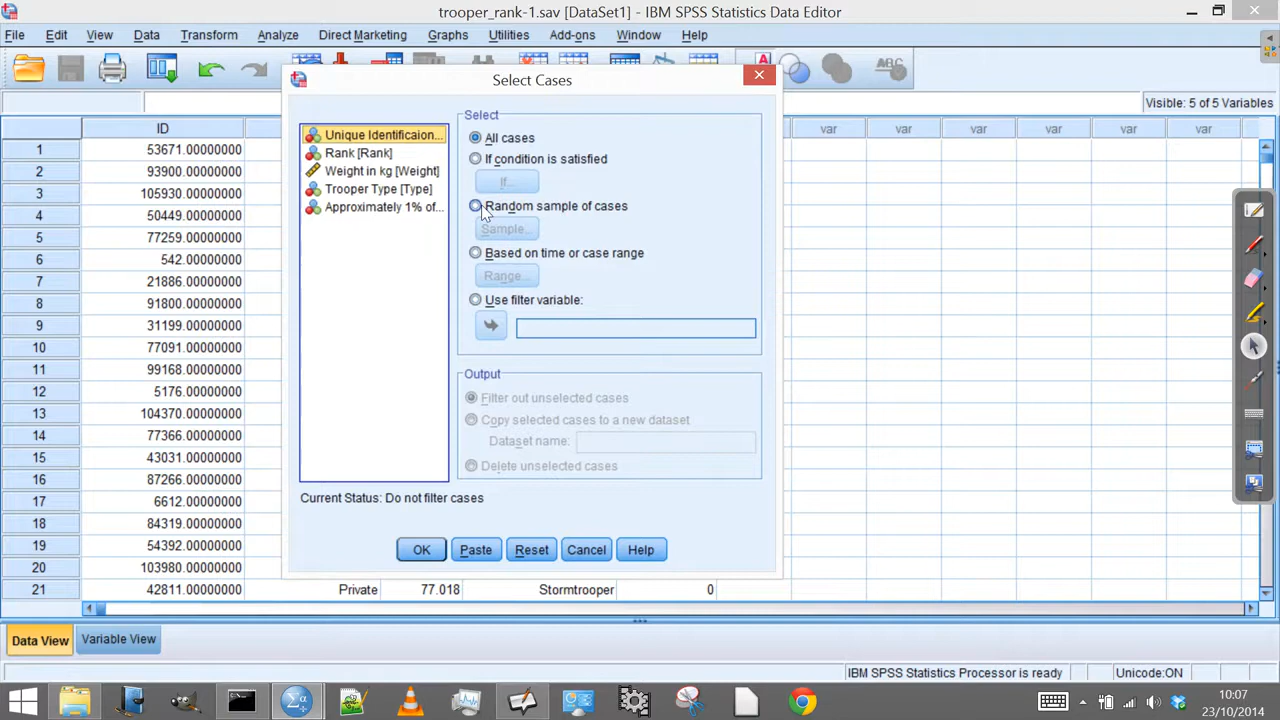 trooper_rank-1.sav [DataSet1] - IBM SPSS Statistics Data Editor
File Edit View Data Transform Analyze Direct Marketing Graphs Utilities Add-ons Window Help
Select Cases
Visible: 5 of 5 Variables
ID var var var var var var
1 53671.00000000
2 93900.00000000
3 105930.00000000
4 50449.00000000
5 77259.00000000
6 542.00000000
7 21886.00000000
8 91800.00000000
9 31199.00000000
10 77091.00000000
11 99168.00000000
12 5176.00000000
13 104370.00000000
14 77366.00000000
15 43031.00000000
16 87266.00000000
17 6612.00000000
18 84319.00000000
19 54392.00000000
20 103980.00000000
21 42811.00000000 Private 77.018 Stormtrooper 0
Unique Identificaion...
Rank [Rank]
Weight in kg [Weight]
Trooper Type [Type]
Approximately 1% of...
Select
All cases
If condition is satisfied
If...
Random sample of cases
Sample...
Based on time or case range
Range...
Use filter variable:
Output
Filter out unselected cases
Copy selected cases to a new dataset
Dataset name:
Delete unselected cases
Current Status: Do not filter cases
OK Paste Reset Cancel Help
Data View Variable View
IBM SPSS Statistics Processor is ready Unicode:ON
10:07
23/10/2014